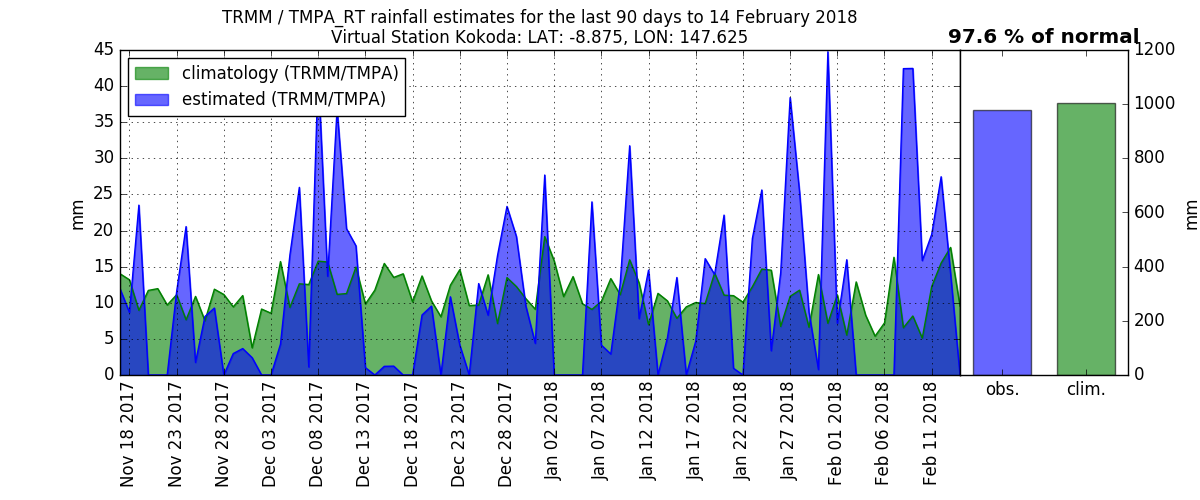 TRMM / TMPA_RT rainfall estimates for the last 90 days to 14 February 2018
Virtual Station Kokoda: LAT: -8.875, LON: 147.625
97.6 % of normal
climatology (TRMM/TMPA)
estimated (TRMM/TMPA)
mm
45
40
35
30
25
20
15
10
5
0
Nov 18 2017
Nov 23 2017
Nov 28 2017
Dec 03 2017
Dec 08 2017
Dec 13 2017
Dec 18 2017
Dec 23 2017
Dec 28 2017
Jan 02 2018
Jan 07 2018
Jan 12 2018
Jan 17 2018
Jan 22 2018
Jan 27 2018
Feb 01 2018
Feb 06 2018
Feb 11 2018
obs.
clim.
1200
1000
800
600
400
200
0
mm